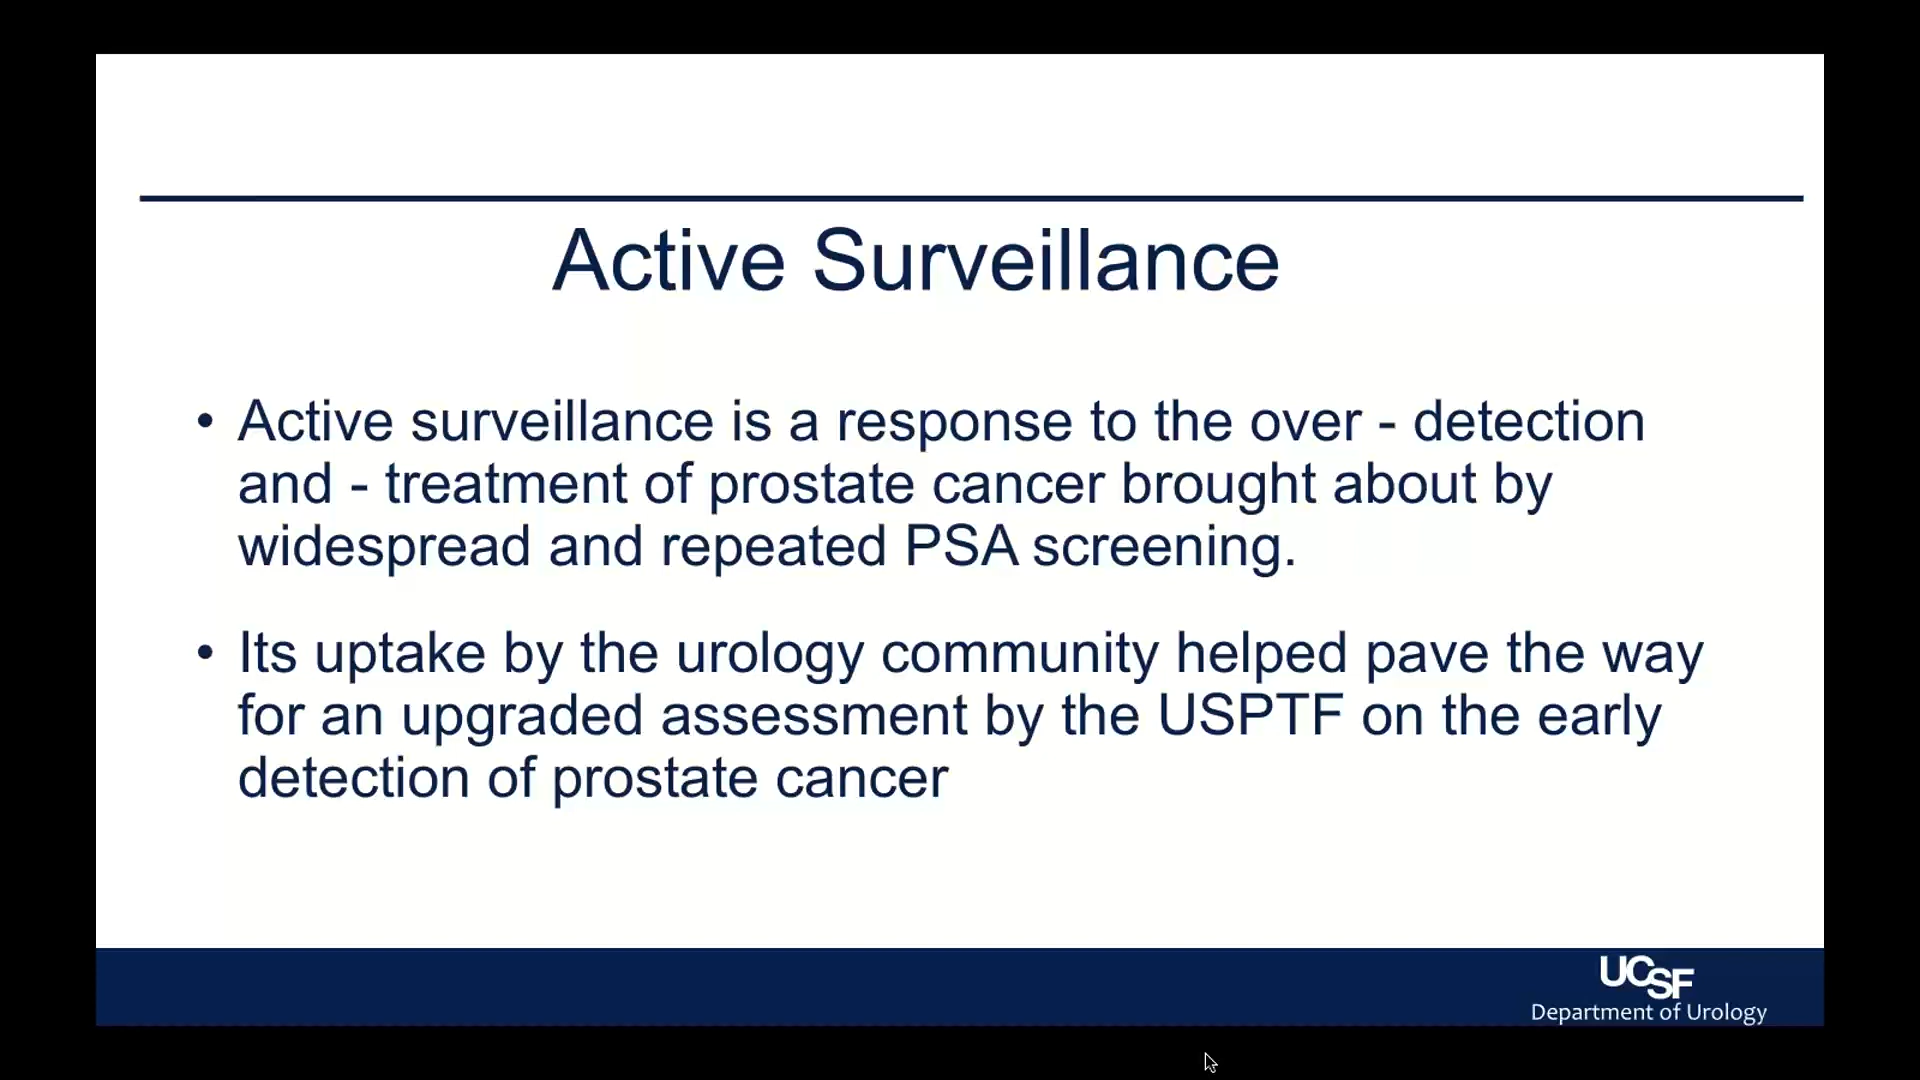 Active Surveillance
• Active surveillance is a response to the over - detection
and - treatment of prostate cancer brought about by
widespread and repeated PSA screening.
• Its uptake by the urology community helped pave the way
for an upgraded assessment by the USPTF on the early
detection of prostate cancer
UCSF
Department of Urology